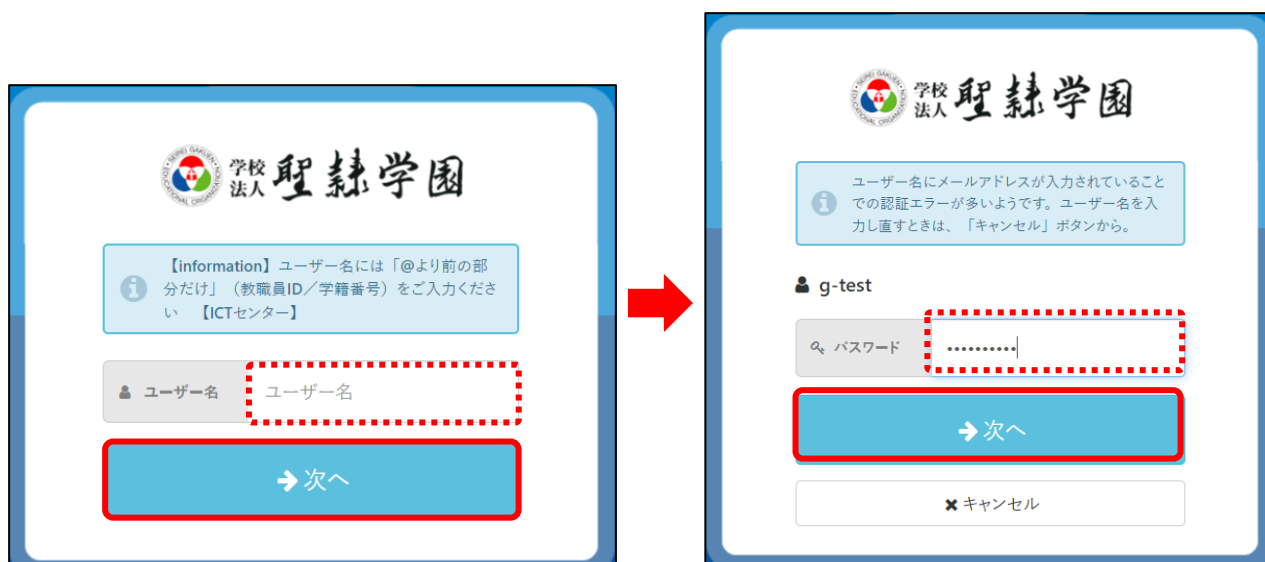 学校法人 聖隷学園
【information】ユーザー名には「@より前の部
分だけ」（教職員ID／学籍番号）をご入力くださ
い 【ICTセンター】
ユーザー名 ユーザー名
次へ
学校法人 聖隷学園
ユーザー名にメールアドレスが入力されていること
での認証エラーが多いようです。ユーザー名を入
力し直すときは、「キャンセル」ボタンから。
g-test
パスワード ••••••••••
次へ
キャンセル